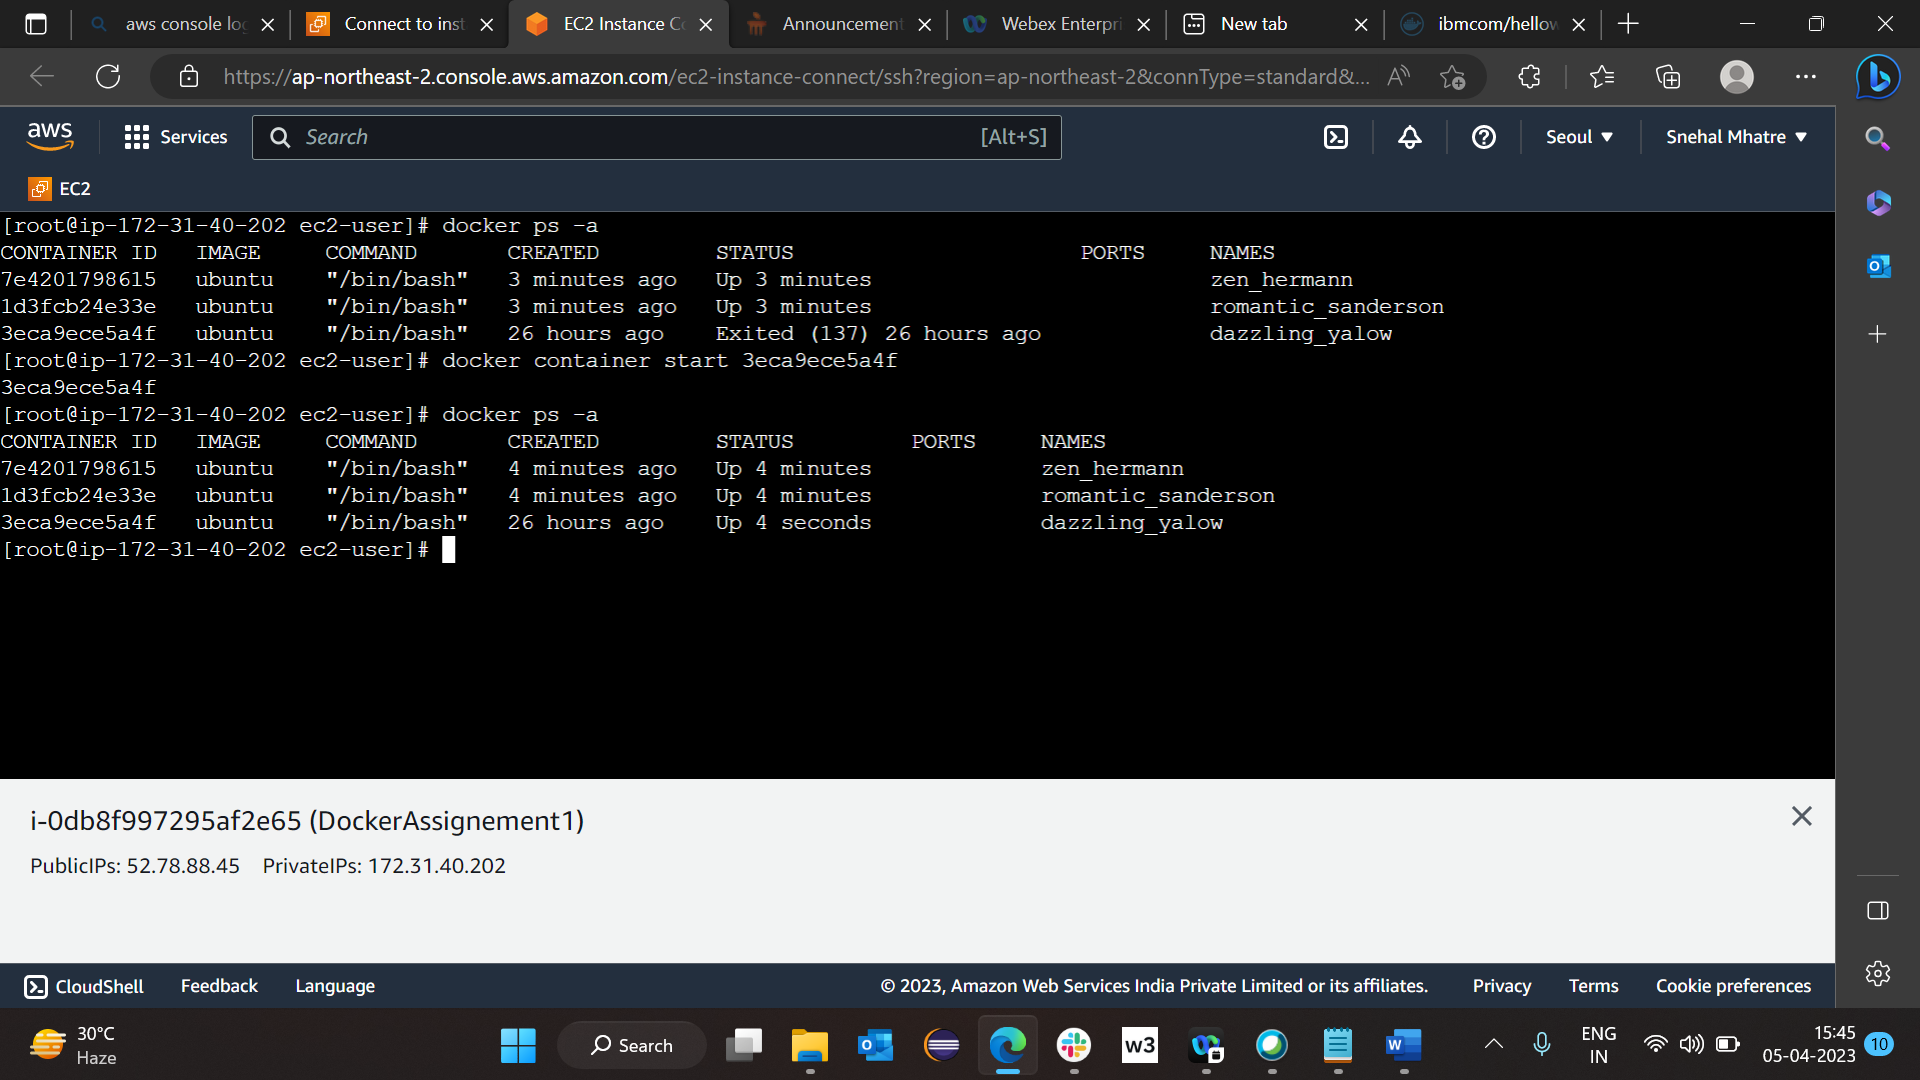 aws console log
Connect to inst
EC2 Instance Co
Announcement
Webex Enterpri
New tab
ibmcom/hellow
https://ap-northeast-2.console.aws.amazon.com/ec2-instance-connect/ssh?region=ap-northeast-2&connType=standard&...
aws
Services
Search
[Alt+S]
Seoul
Snehal Mhatre
EC2
[root@ip-172-31-40-202 ec2-user]# docker ps -a
CONTAINER ID IMAGE COMMAND CREATED STATUS PORTS NAMES
7e4201798615 ubuntu "/bin/bash" 3 minutes ago Up 3 minutes zen_hermann
1d3fcb24e33e ubuntu "/bin/bash" 3 minutes ago Up 3 minutes romantic_sanderson
3eca9ece5a4f ubuntu "/bin/bash" 26 hours ago Exited (137) 26 hours ago dazzling_yalow
[root@ip-172-31-40-202 ec2-user]# docker container start 3eca9ece5a4f
3eca9ece5a4f
[root@ip-172-31-40-202 ec2-user]# docker ps -a
CONTAINER ID IMAGE COMMAND CREATED STATUS PORTS NAMES
7e4201798615 ubuntu "/bin/bash" 4 minutes ago Up 4 minutes zen_hermann
1d3fcb24e33e ubuntu "/bin/bash" 4 minutes ago Up 4 minutes romantic_sanderson
3eca9ece5a4f ubuntu "/bin/bash" 26 hours ago Up 4 seconds dazzling_yalow
[root@ip-172-31-40-202 ec2-user]#
i-0db8f997295af2e65 (DockerAssignement1)
PublicIPs: 52.78.88.45 PrivateIPs: 172.31.40.202
CloudShell
Feedback
Language
© 2023, Amazon Web Services India Private Limited or its affiliates.
Privacy
Terms
Cookie preferences
30°C
Haze
Search
w3
ENG
IN
15:45
05-04-2023
10